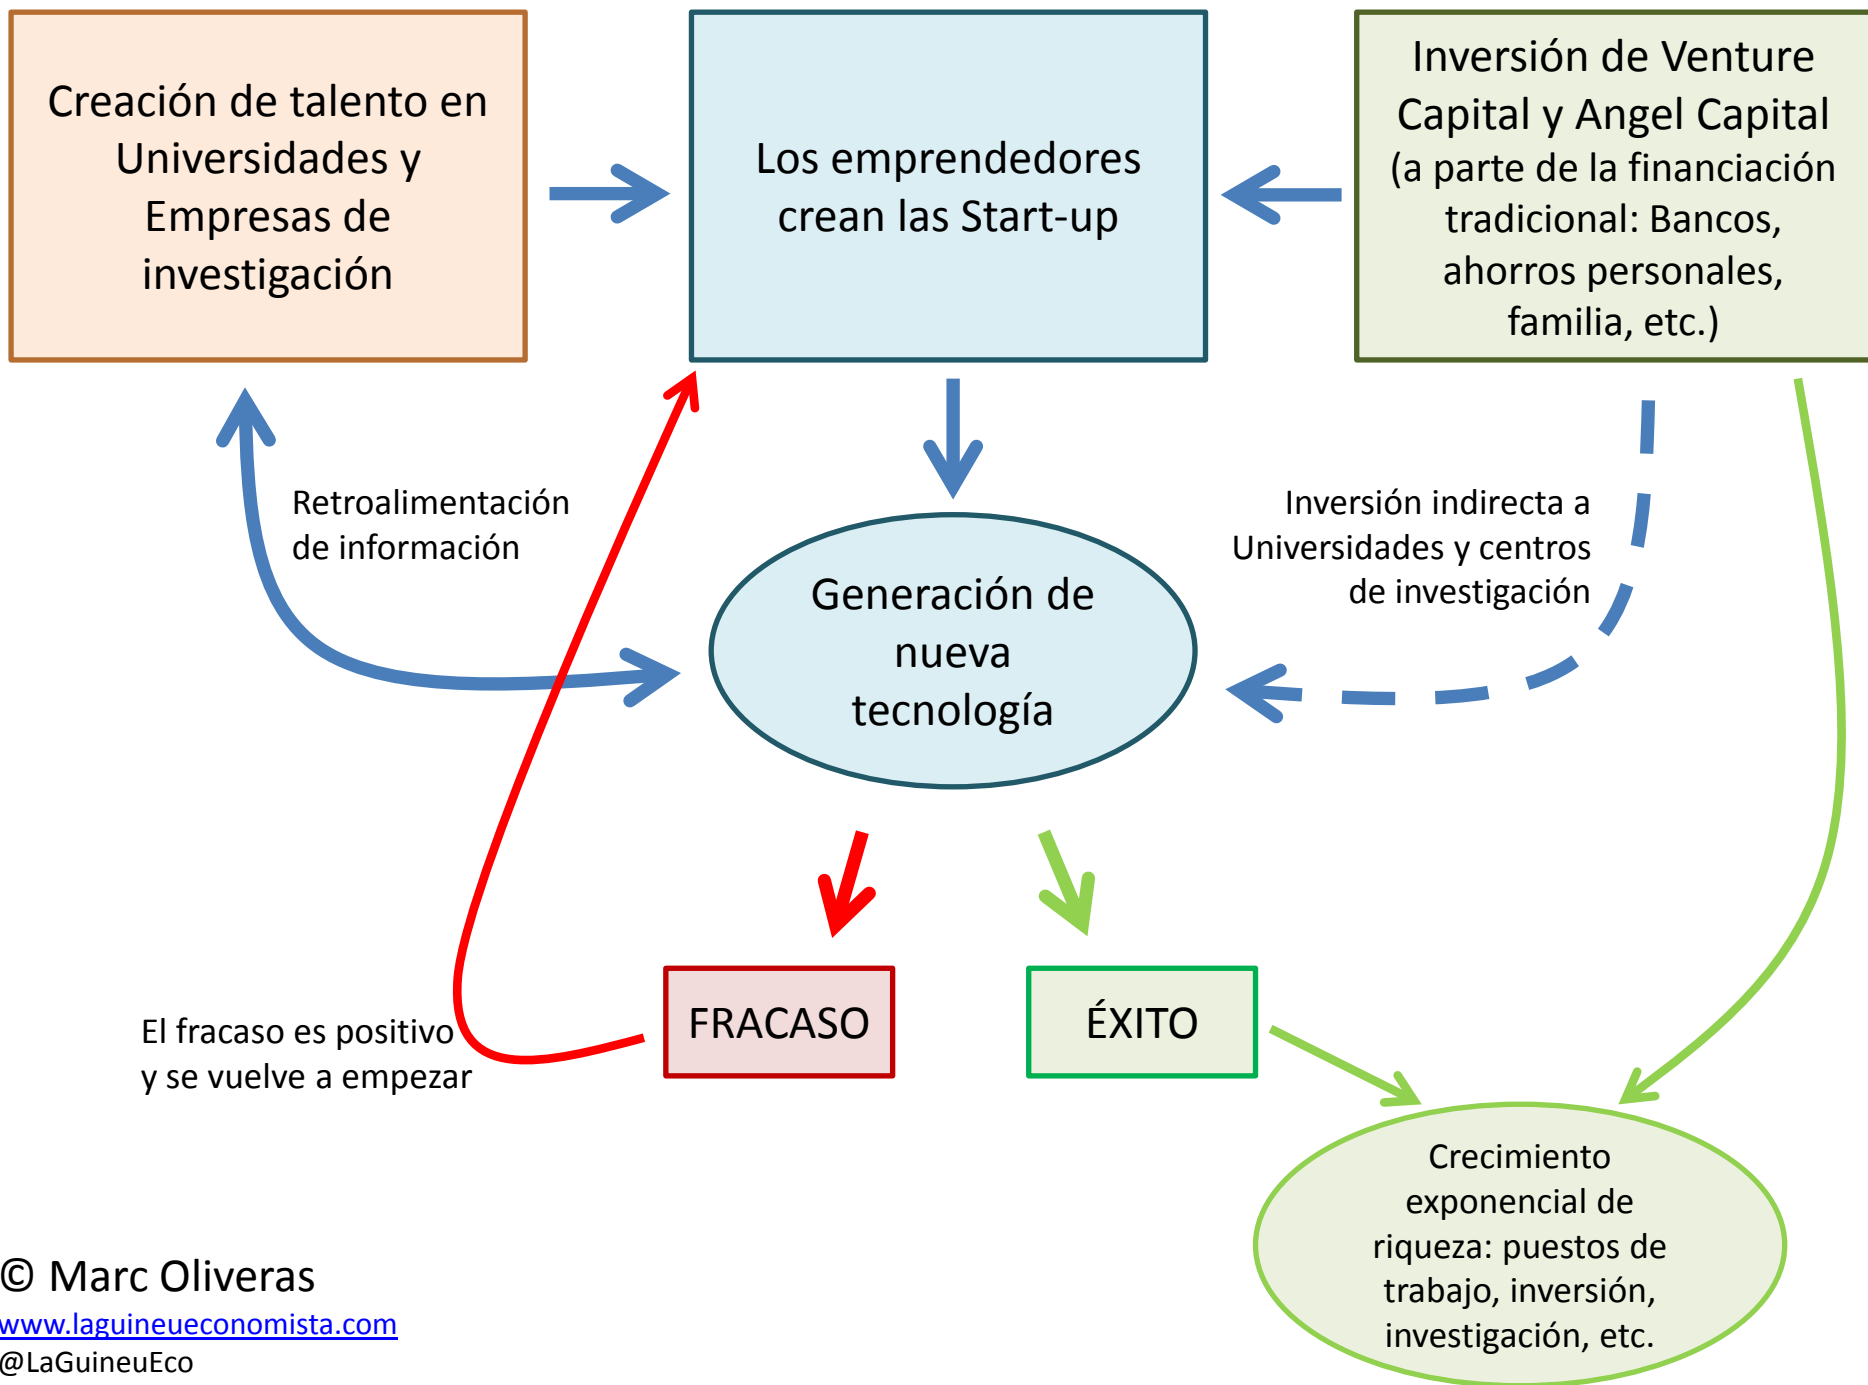 Creación de talento en
Universidades y
Empresas de
investigación
Los emprendedores
crean las Start-up
Inversión de Venture
Capital y Angel Capital
(a parte de la financiación
tradicional: Bancos,
ahorros personales,
familia, etc.)
Retroalimentación
de información
Inversión indirecta a
Universidades y centros
de investigación
Generación de
nueva
tecnología
El fracaso es positivo
y se vuelve a empezar
FRACASO
ÉXITO
Crecimiento
exponencial de
riqueza: puestos de
trabajo, inversión,
investigación, etc.
© Marc Oliveras
www.laguineueconomista.com
@LaGuineuEco